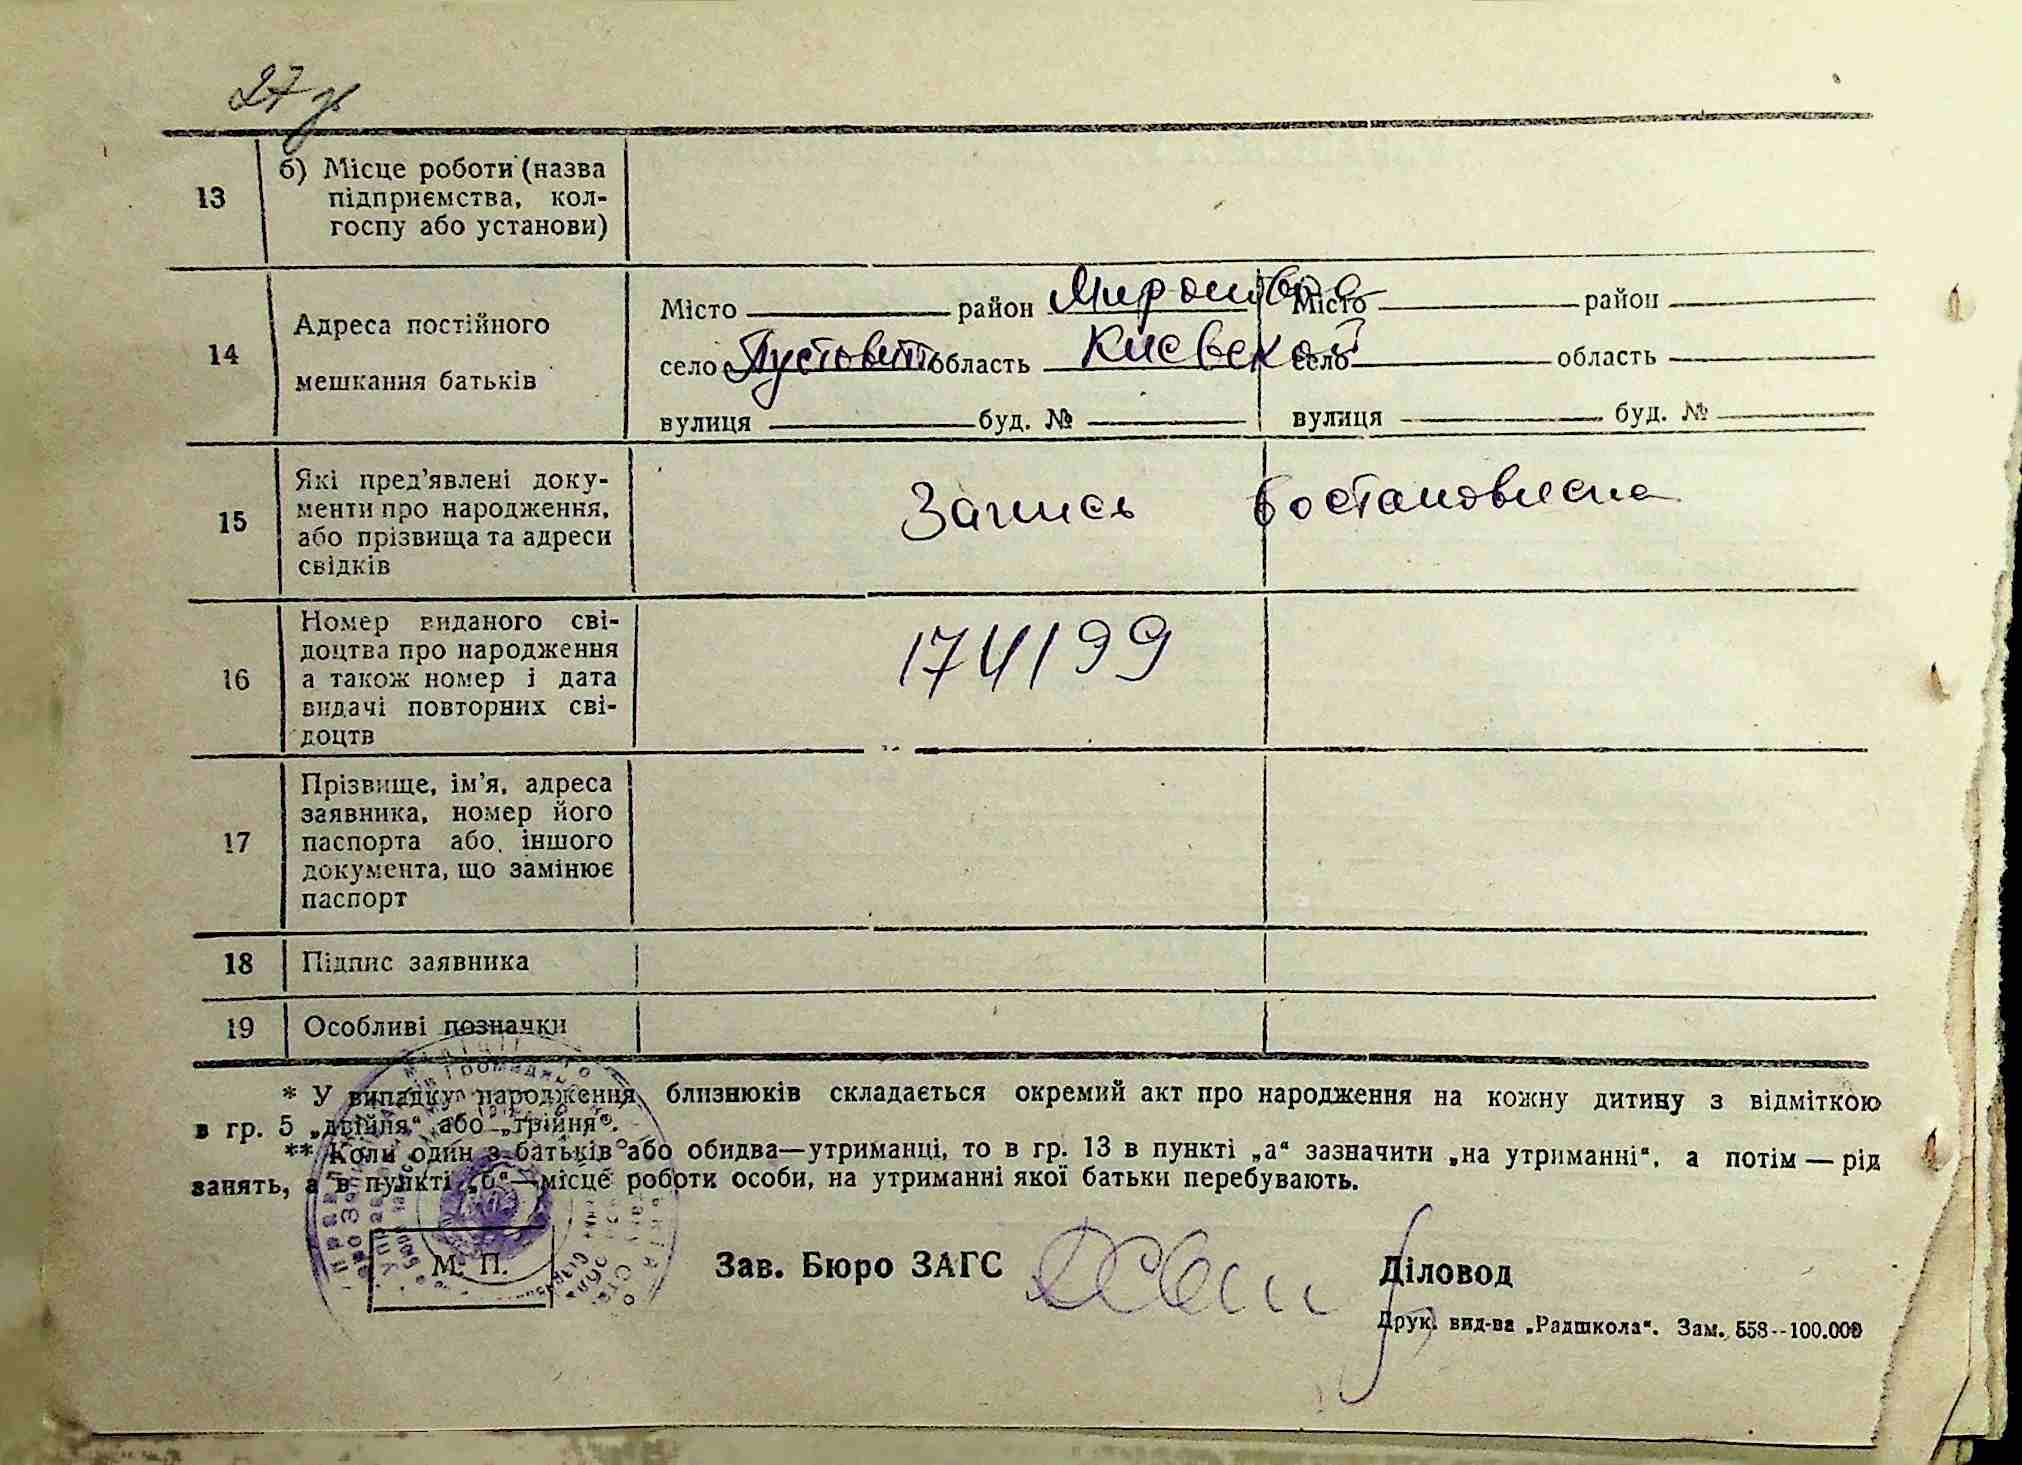 27
13 б) Місце роботи (назва
підприємства, кол-
госпу або установи)
14 Адреса постійного
мешкання батьків
Місто район Місто район
село Пустовіт область Киевской село область
вулиця буд. № вулиця буд. №
15 Які пред’явлені доку-
менти про народження,
або прізвища та адреси
свідків
Запись востановлена
16 Номер виданого сві-
доцтва про народження
а також номер і дата
видачі повторних сві-
доцтв
174199
17 Прізвище, ім’я, адреса
заявника, номер його
паспорта або іншого
документа, що замінює
паспорт
18 Підпис заявника
19 Особливі позначки
* У випадку народження близнюків складається окремий акт про народження на кожну дитину з відміткою
в гр. 5 „двійня“ або „трійня“.
** Коли один з батьків або обидва—утриманці, то в гр. 13 в пункті „а“ зазначити „на утриманні“, а потім — рід
занять, а в пункті „б“—місце роботи особи, на утриманні якої батьки перебувають.
М. П.
Зав. Бюро ЗАГС Діловод
Друк. вид-ва „Радшкола“. Зам. 558--100.000